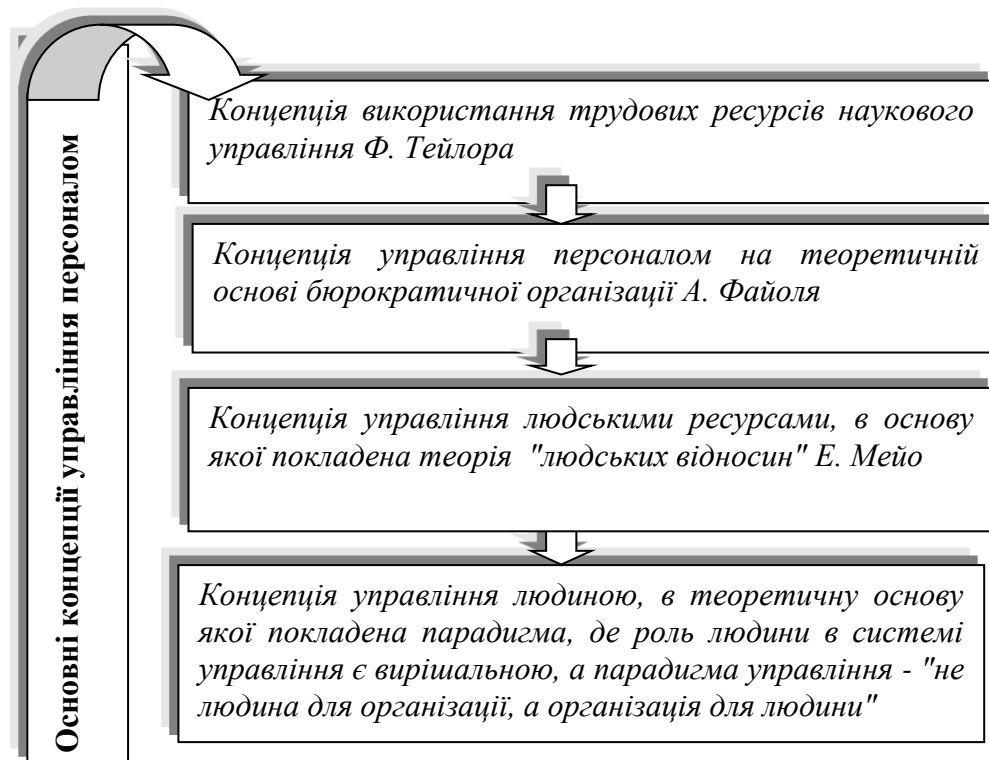 Основні концепції управління персоналом
Концепція використання трудових ресурсів наукового
управління Ф. Тейлора
Концепція управління персоналом на теоретичній
основі бюрократичної організації А. Файоля
Концепція управління людськими ресурсами, в основу
якої покладена теорія "людських відносин" Е. Мейо
Концепція управління людиною, в теоретичну основу
якої покладена парадигма, де роль людини в системі
управління є вирішальною, а парадигма управління - "не
людина для організації, а організація для людини"